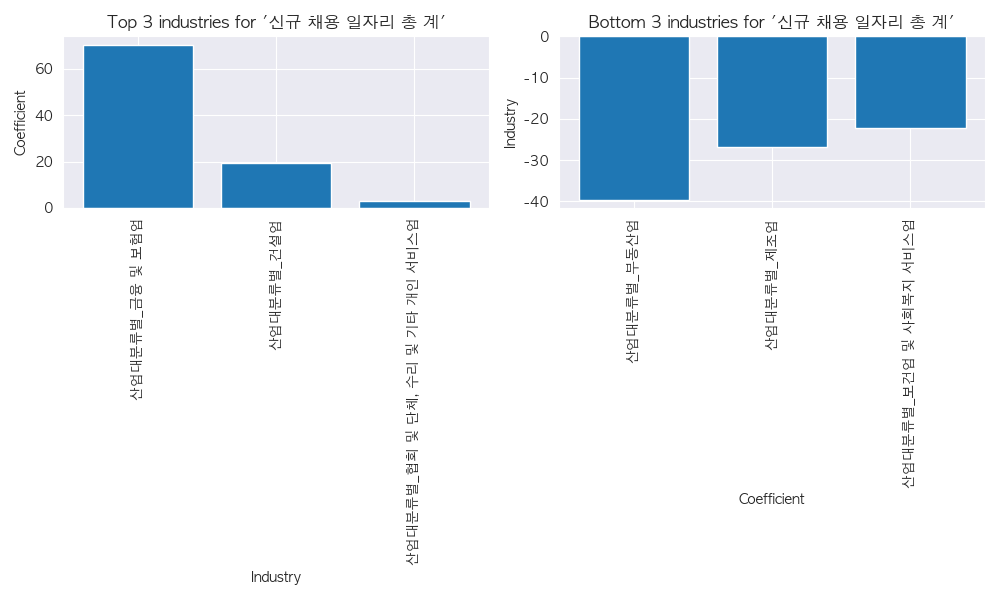 Top 3 industries for '신규 채용 일자리 총 계'
Coefficient
60
40
20
0
산업대분류별_금융 및 보험업
산업대분류별_건설업
산업대분류별_협회 및 단체, 수리 및 기타 개인 서비스업
Industry
Bottom 3 industries for '신규 채용 일자리 총 계'
Industry
0
-10
-20
-30
-40
산업대분류별_부동산업
산업대분류별_제조업
산업대분류별_보건업 및 사회복지 서비스업
Coefficient